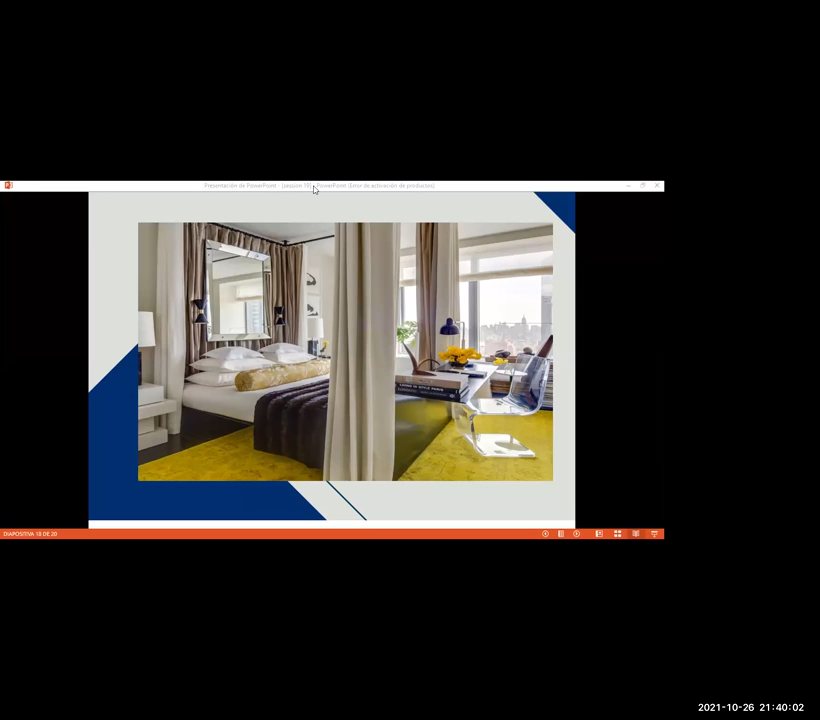 Presentación de PowerPoint - [session 18] - PowerPoint (Error de activación de productos)
DIAPOSITIVA 18 DE 20
2021-10-26 21:40:02